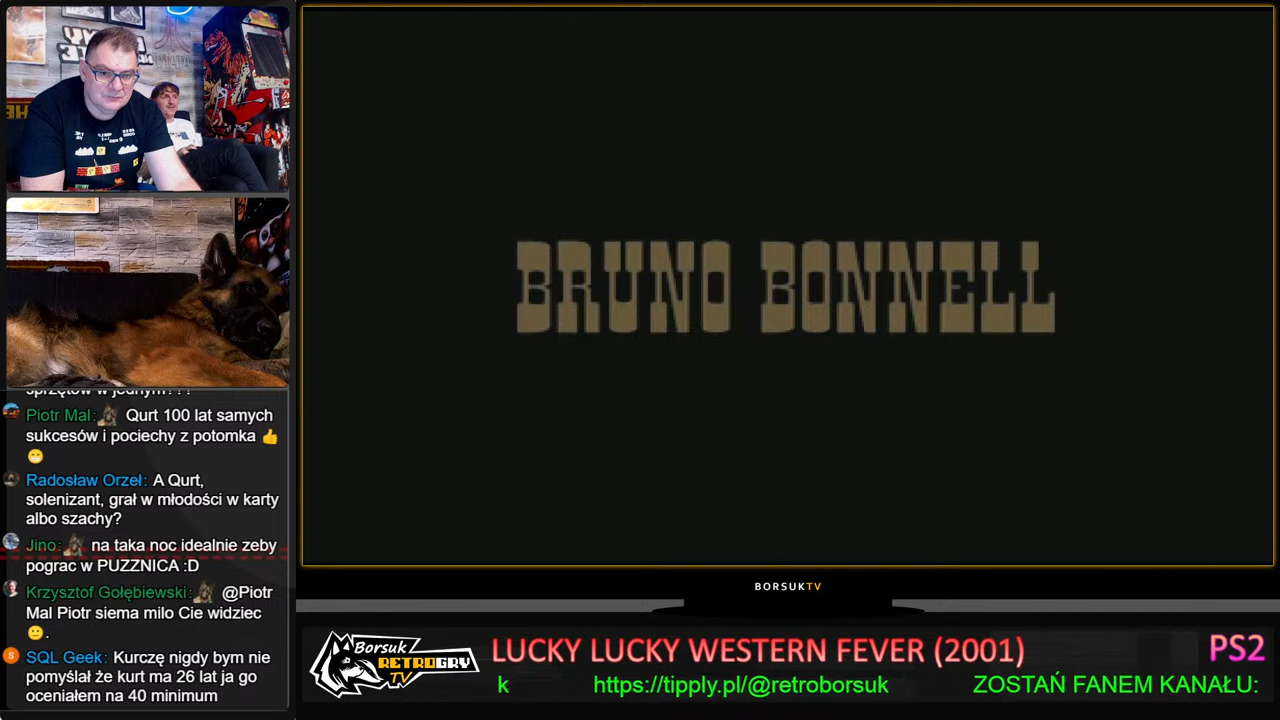 BRUNO BONNELL
Piotr Mal: Qurt 100 lat samych
sukcesów i pociechy z potomka 👍
😁
Radosław Orzeł: A Qurt,
solenizant, grał w młodości w karty
albo szachy?
Jino: na taka noc idealnie zeby
pograc w PUZZNICA :D
Krzysztof Gołębiewski: @Piotr
Mal Piotr siema milo Cie widziec
🙂.
SQL Geek: Kurczę nigdy bym nie
pomyślał że kurt ma 26 lat ja go
oceniałem na 40 minimum
BORSUKTV
Borsuk
RETROGRY
TV
LUCKY LUCKY WESTERN FEVER (2001)
PS2
k https://tipply.pl/@retroborsuk ZOSTAŃ FANEM KANAŁU: